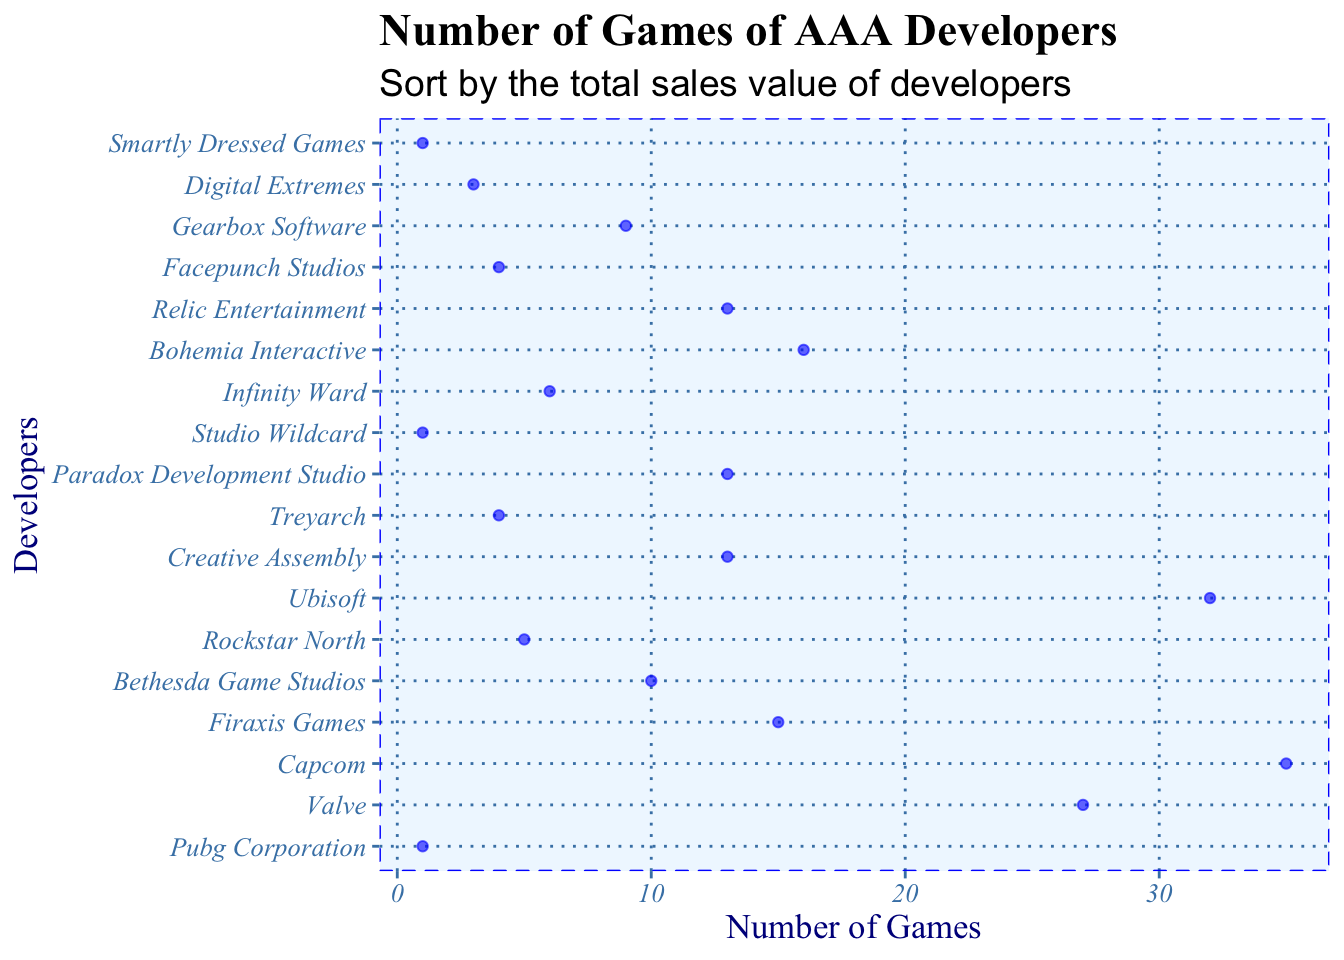 Number of Games of AAA Developers
Sort by the total sales value of developers
Developers
Smartly Dressed Games
Digital Extremes
Gearbox Software
Facepunch Studios
Relic Entertainment
Bohemia Interactive
Infinity Ward
Studio Wildcard
Paradox Development Studio
Treyarch
Creative Assembly
Ubisoft
Rockstar North
Bethesda Game Studios
Firaxis Games
Capcom
Valve
Pubg Corporation
0 10 20 30
Number of Games